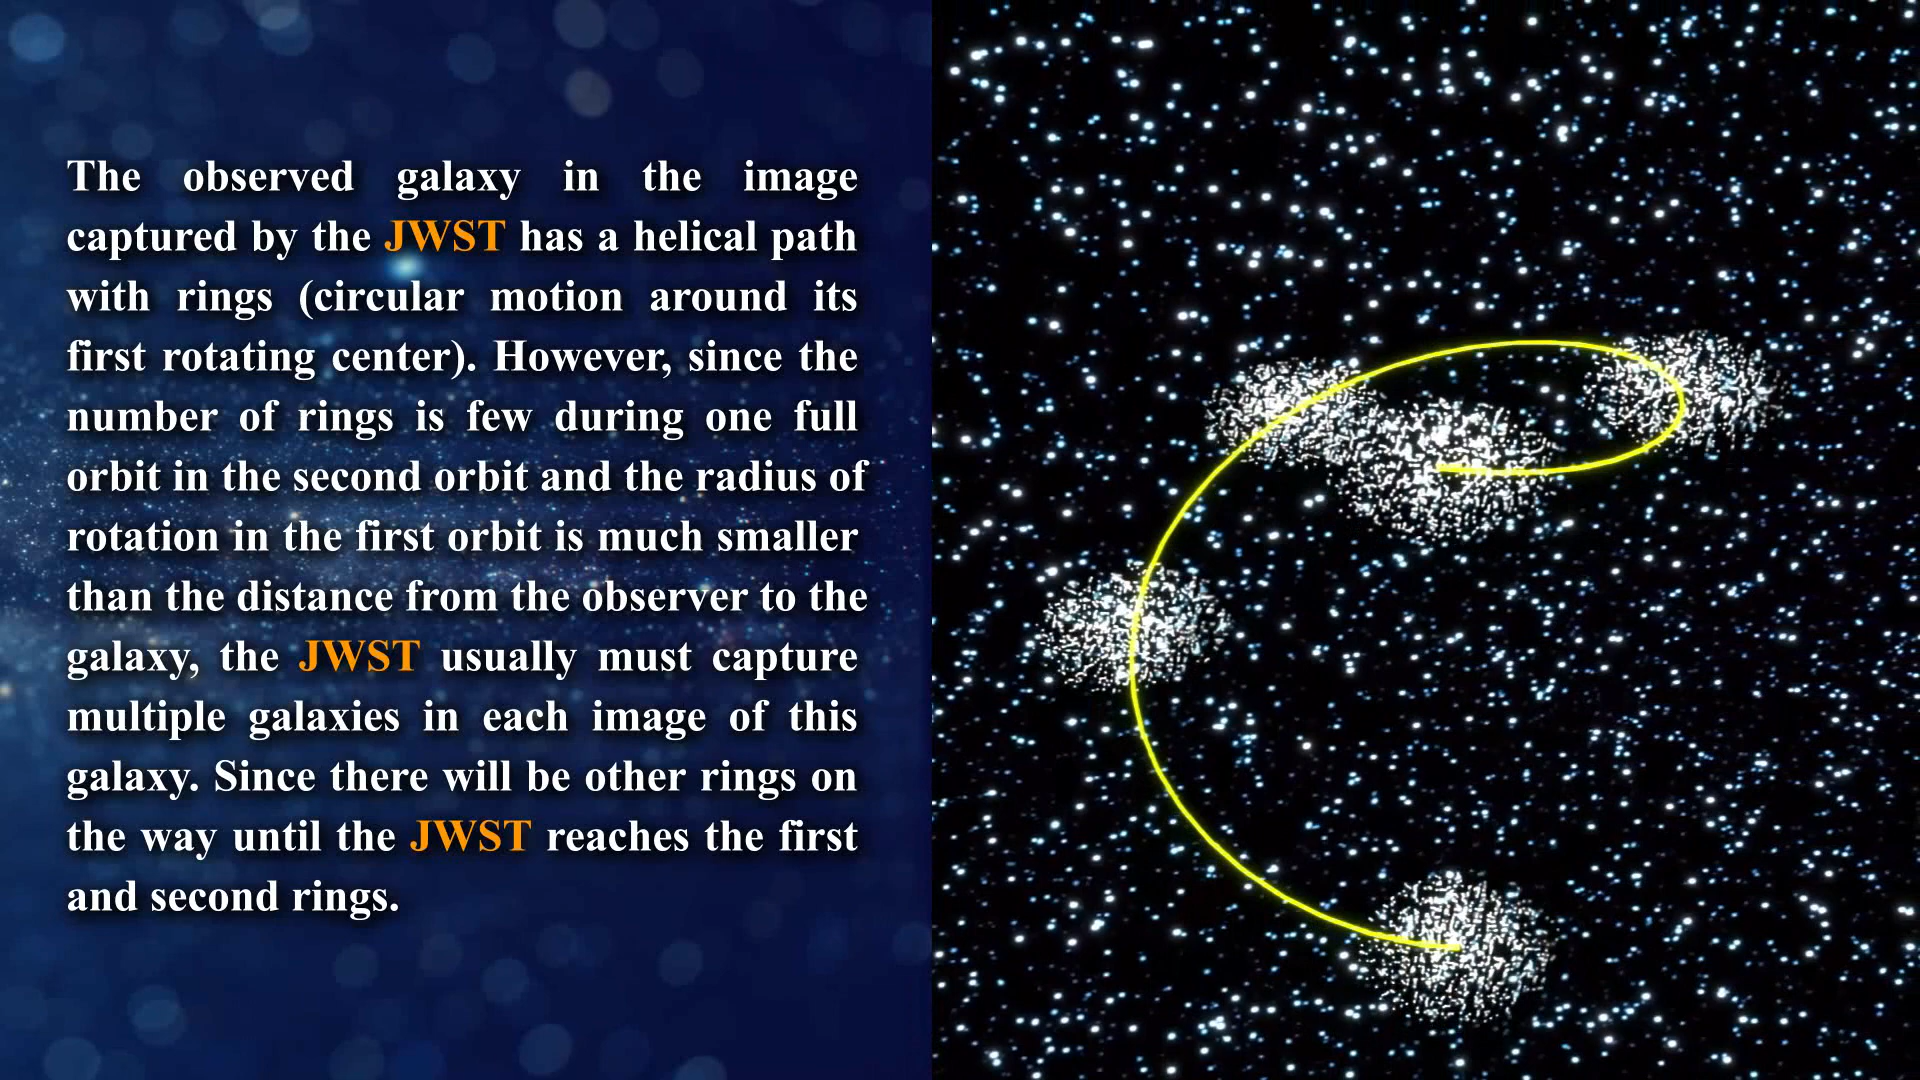 The observed galaxy in the image
captured by the JWST has a helical path
with rings (circular motion around its
first rotating center). However, since the
number of rings is few during one full
orbit in the second orbit and the radius of
rotation in the first orbit is much smaller
than the distance from the observer to the
galaxy, the JWST usually must capture
multiple galaxies in each image of this
galaxy. Since there will be other rings on
the way until the JWST reaches the first
and second rings.